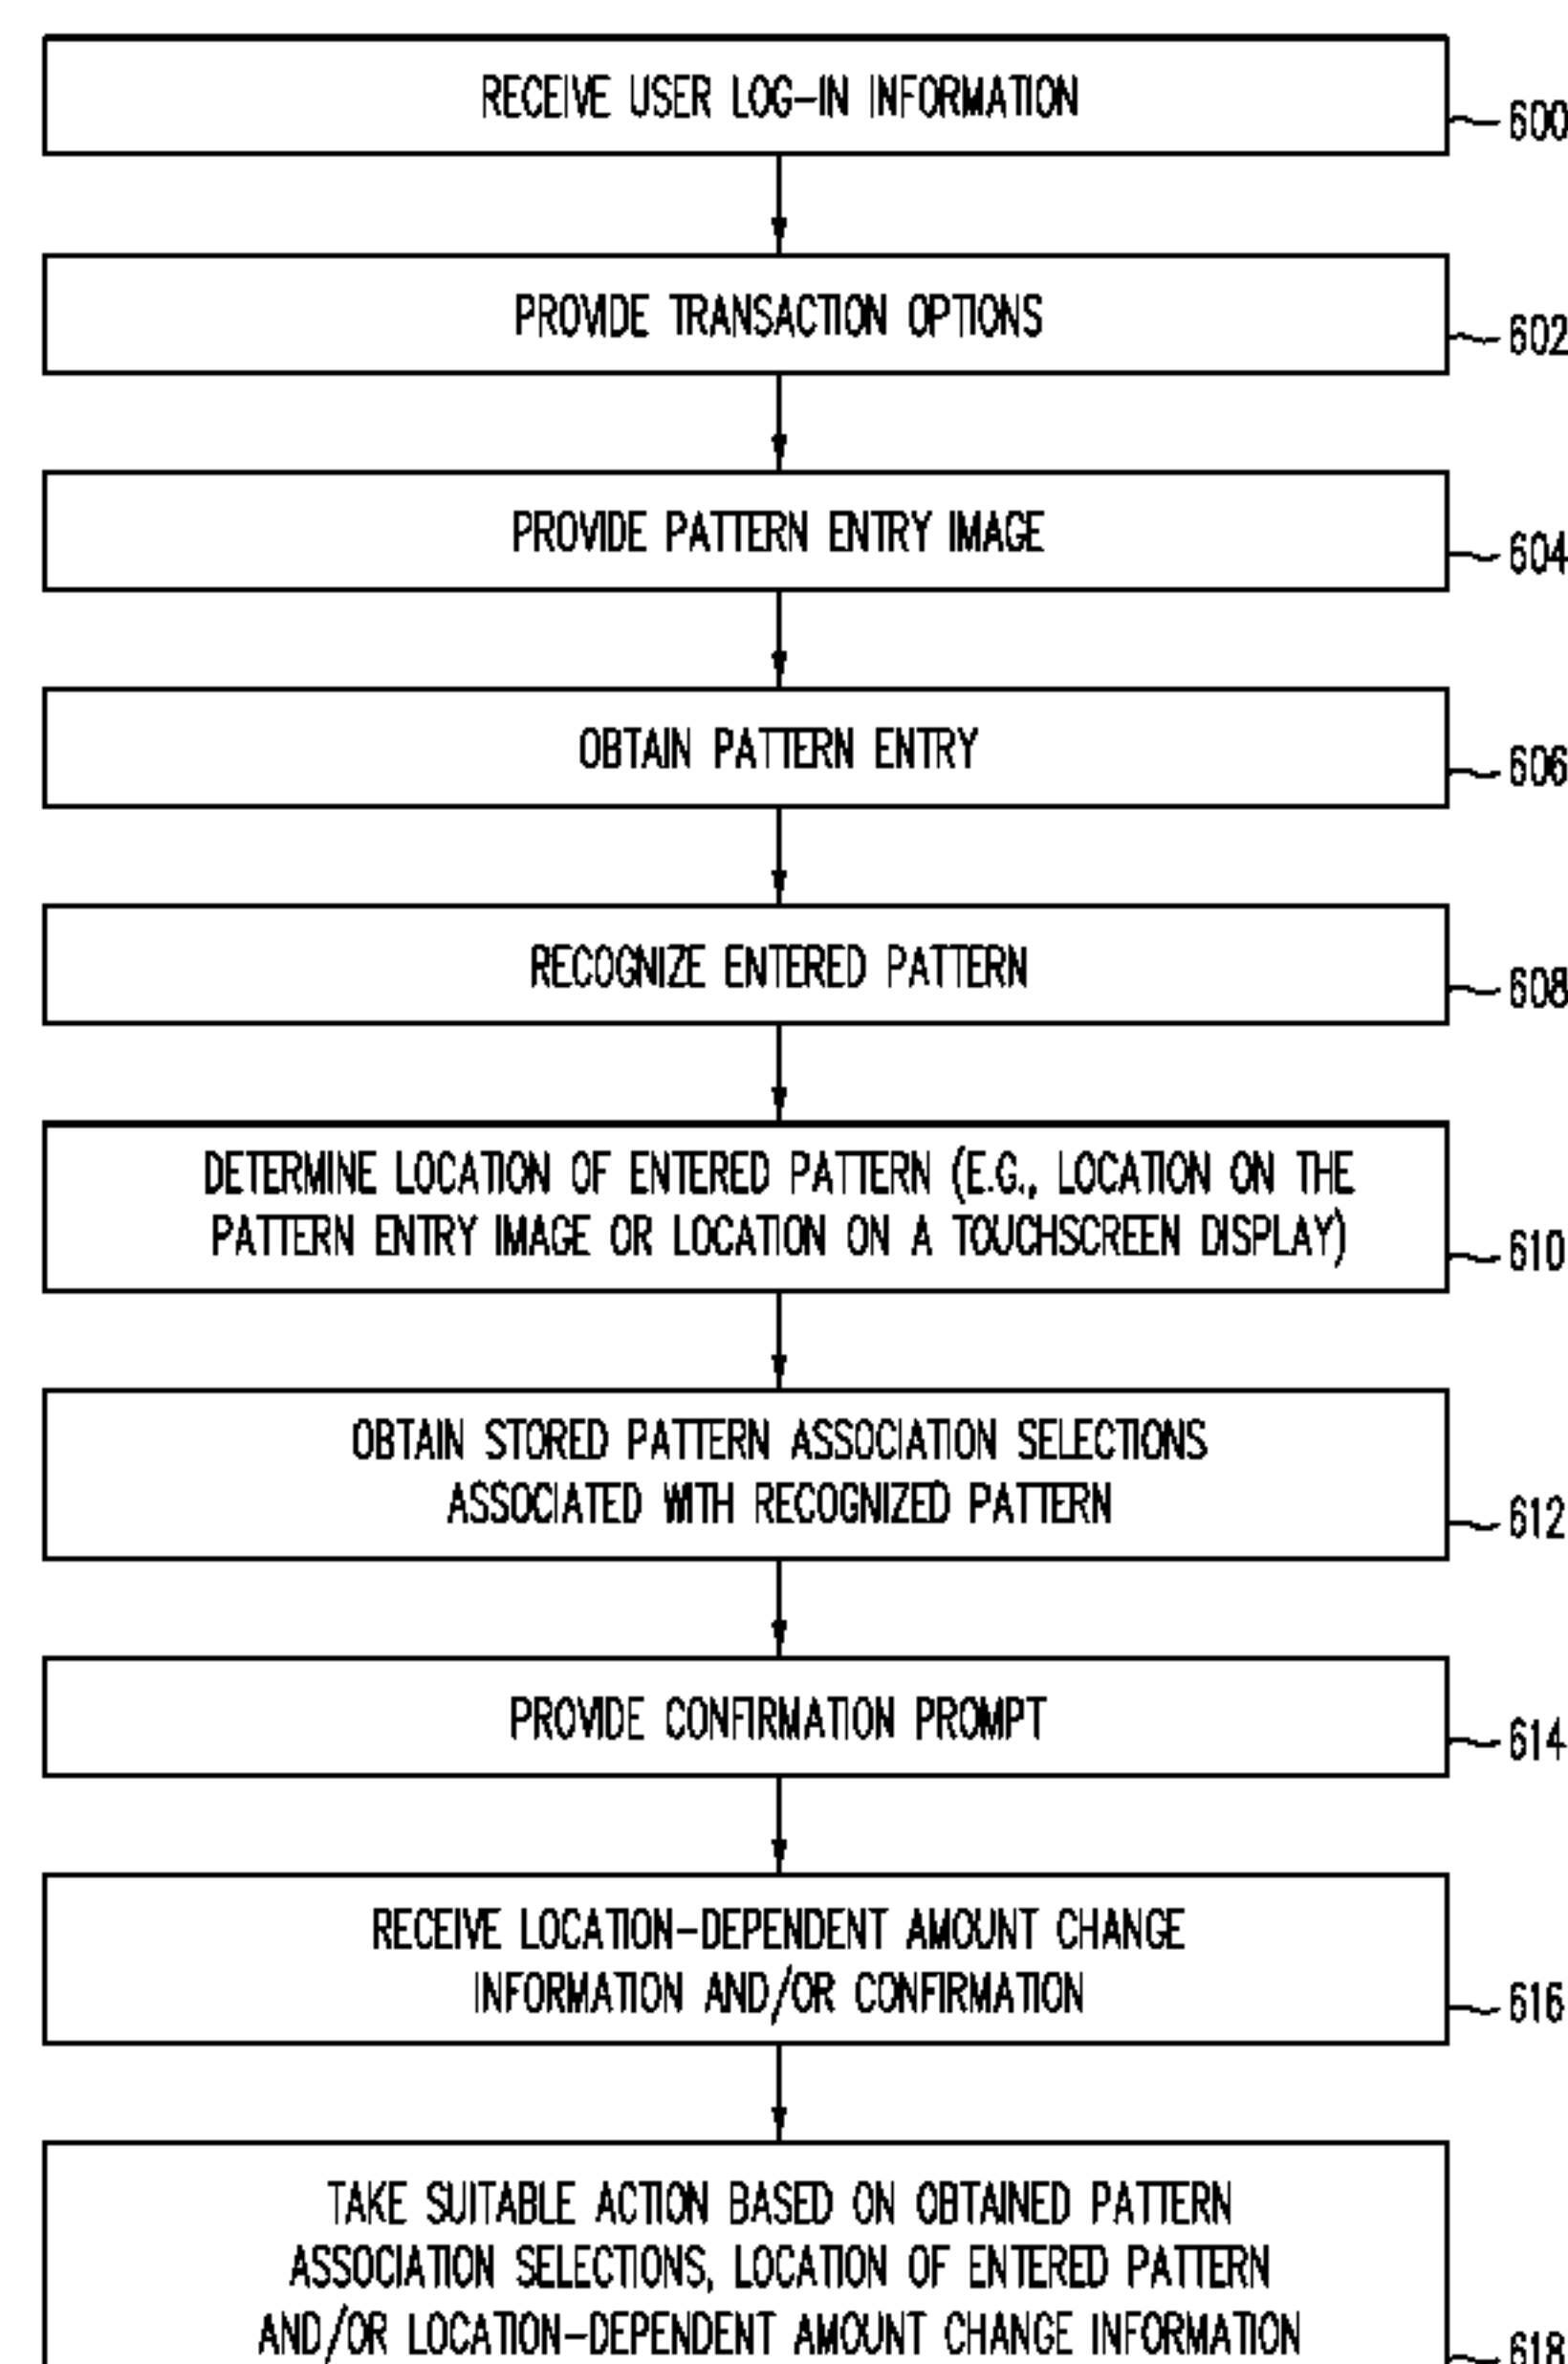 RECEIVE USER LOG-IN INFORMATION
600
PROVIDE TRANSACTION OPTIONS
602
PROVIDE PATTERN ENTRY IMAGE
604
OBTAIN PATTERN ENTRY
606
RECOGNIZE ENTERED PATTERN
608
DETERMINE LOCATION OF ENTERED PATTERN (E.G., LOCATION ON THE
PATTERN ENTRY IMAGE OR LOCATION ON A TOUCHSCREEN DISPLAY)
610
OBTAIN STORED PATTERN ASSOCIATION SELECTIONS
ASSOCIATED WITH RECOGNIZED PATTERN
612
PROVIDE CONFIRMATION PROMPT
614
RECEIVE LOCATION-DEPENDENT AMOUNT CHANGE
INFORMATION AND/OR CONFIRMATION
616
TAKE SUITABLE ACTION BASED ON OBTAINED PATTERN
ASSOCIATION SELECTIONS, LOCATION OF ENTERED PATTERN
AND/OR LOCATION-DEPENDENT AMOUNT CHANGE INFORMATION
618